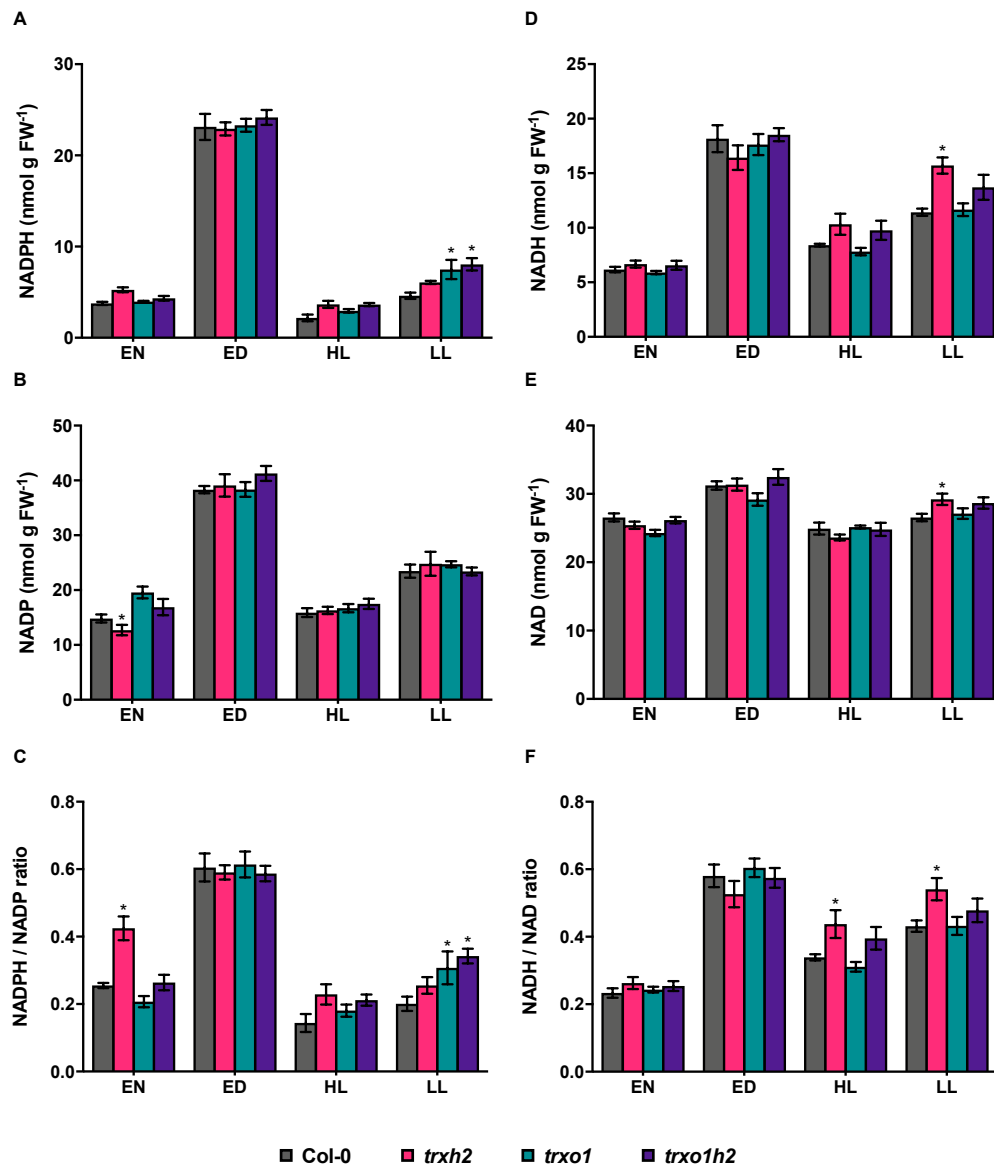 A
NADPH (nmol g FW⁻¹)
30
20
10
0
*
*
EN ED HL LL
B
NADP (nmol g FW⁻¹)
50
40
30
20
10
0
*
EN ED HL LL
C
NADPH / NADP ratio
0.8
0.6
0.4
0.2
0.0
*
*
*
EN ED HL LL
D
NADH (nmol g FW⁻¹)
25
20
15
10
5
0
*
EN ED HL LL
E
NAD (nmol g FW⁻¹)
40
30
20
10
0
*
EN ED HL LL
F
NADH / NAD ratio
0.8
0.6
0.4
0.2
0.0
*
*
EN ED HL LL
Col-0 trxh2 trxo1 trxo1h2